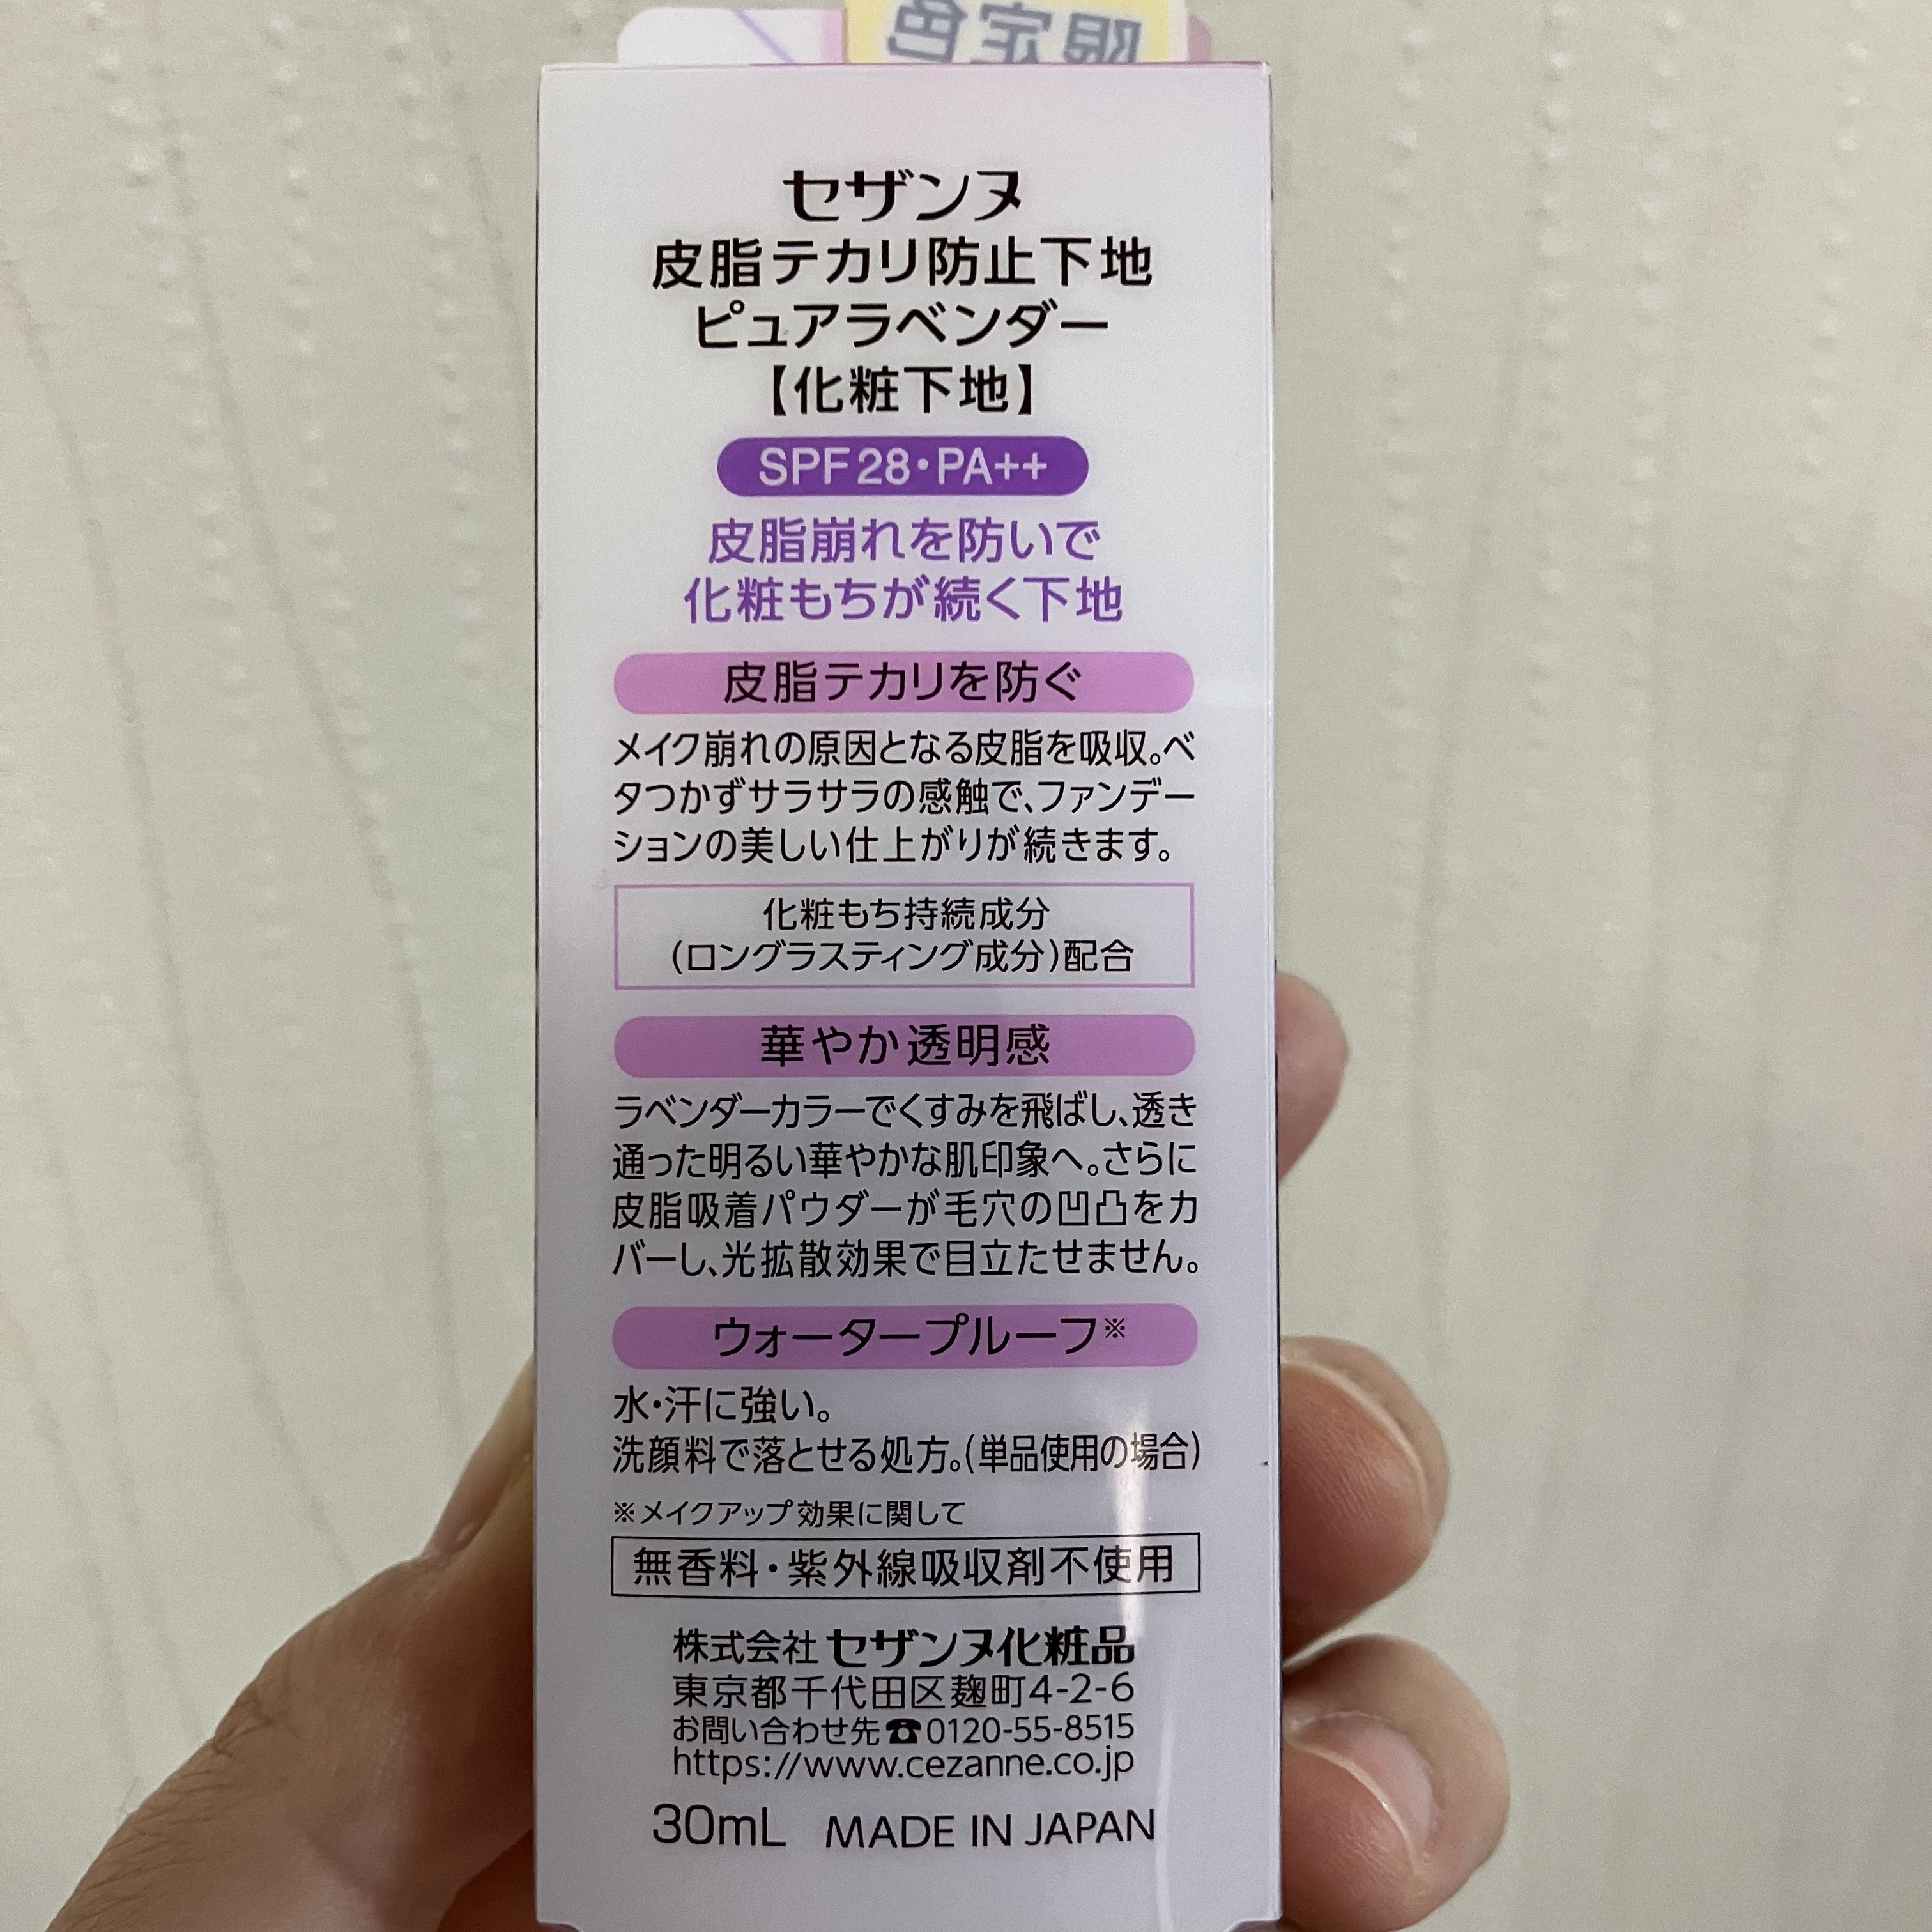 限定色
セザンヌ
皮脂テカリ防止下地
ピュアラベンダー
【化粧下地】
SPF28・PA++
皮脂崩れを防いで
化粧もちが続く下地
皮脂テカリを防ぐ
メイク崩れの原因となる皮脂を吸収。ベ
タつかずサラサラの感触で、ファンデー
ションの美しい仕上がりが続きます。
化粧もち持続成分
(ロングラスティング成分)配合
華やか透明感
ラベンダーカラーでくすみを飛ばし、透き
通った明るい華やかな肌印象へ。さらに
皮脂吸着パウダーが毛穴の凹凸をカ
バーし、光拡散効果で目立たせません。
ウォータープルーフ※
水・汗に強い。
洗顔料で落とせる処方。(単品使用の場合)
※メイクアップ効果に関して
無香料・紫外線吸収剤不使用
株式会社 セザンヌ化粧品
東京都千代田区麹町4-2-6
お問い合わせ先☎0120-55-8515
https://www.cezanne.co.jp
30mL MADE IN JAPAN